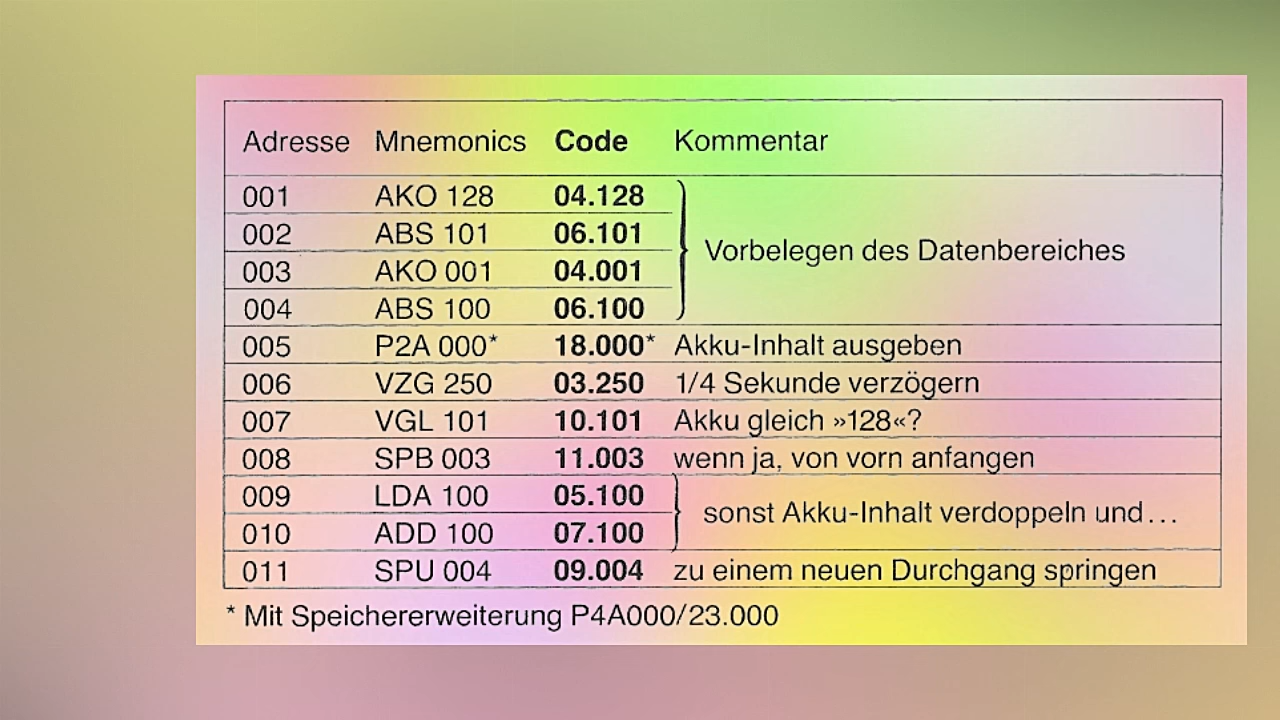 Adresse Mnemonics Code Kommentar
001 AKO 128 04.128
002 ABS 101 06.101
Vorbelegen des Datenbereiches
003 AKO 001 04.001
004 ABS 100 06.100
005 P2A 000* 18.000* Akku-Inhalt ausgeben
006 VZG 250 03.250 1/4 Sekunde verzögern
007 VGL 101 10.101 Akku gleich »128«?
008 SPB 003 11.003 wenn ja, von vorn anfangen
009 LDA 100 05.100
sonst Akku-Inhalt verdoppeln und...
010 ADD 100 07.100
011 SPU 004 09.004 zu einem neuen Durchgang springen
* Mit Speichererweiterung P4A000/23.000